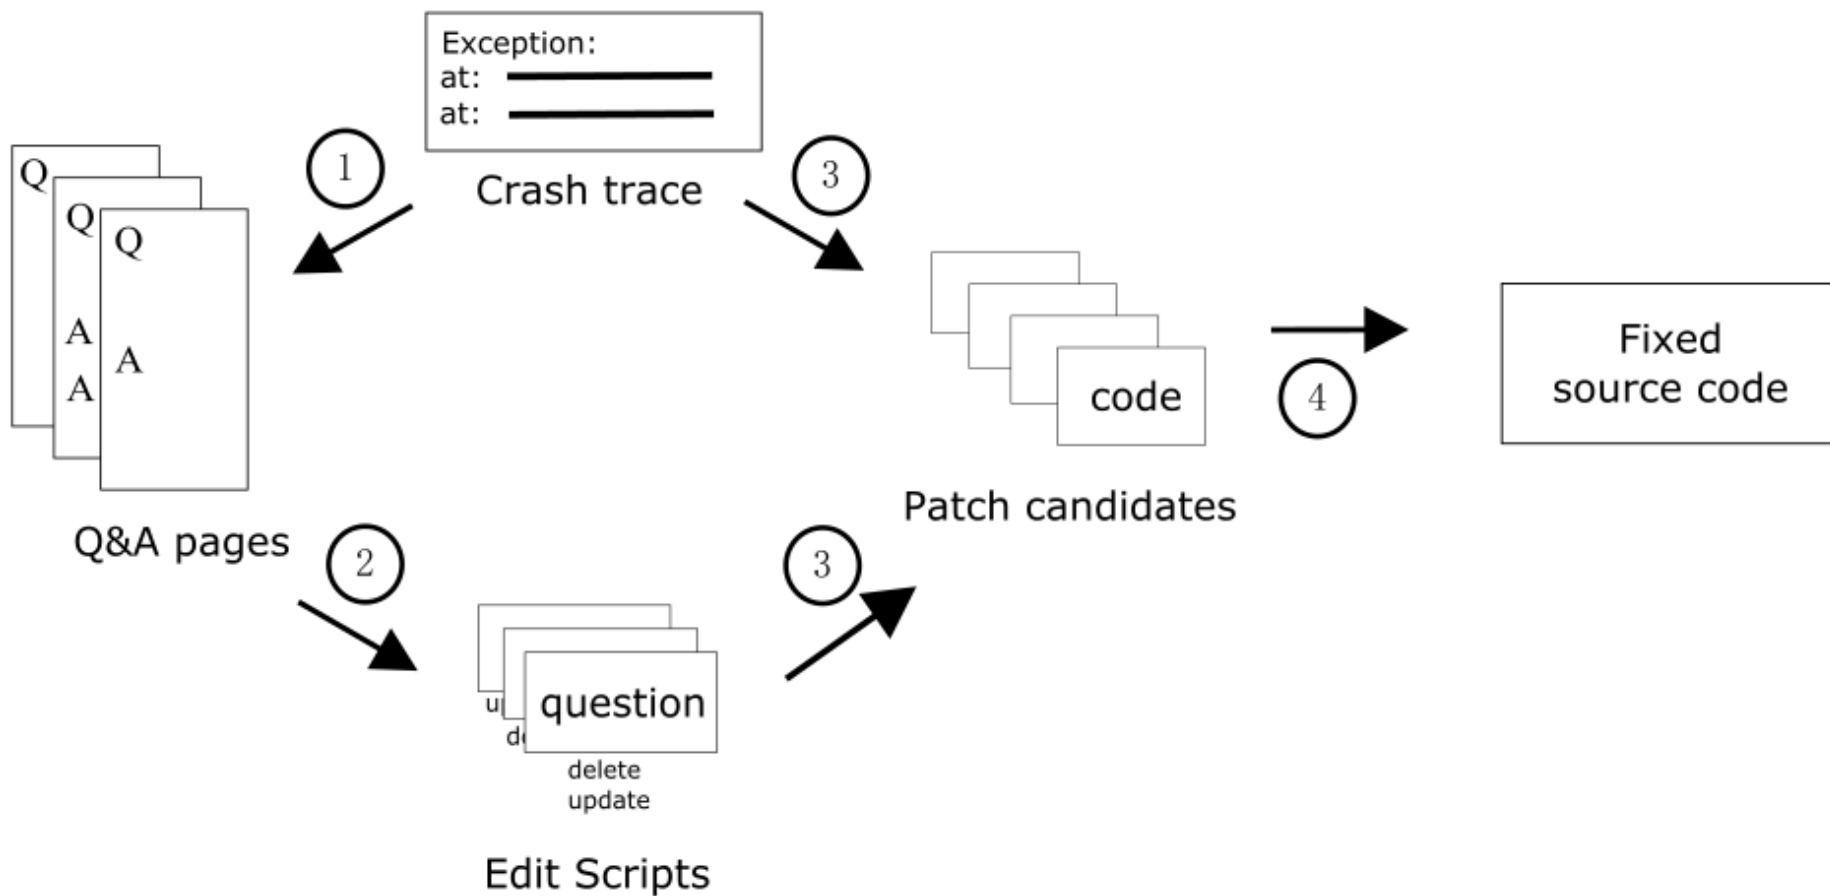 Exception:
at:
at:
Crash trace
1
3
Q
Q
Q
A
A
A
Q&A pages
code
Patch candidates
4
Fixed
source code
2
3
question
delete
update
Edit Scripts